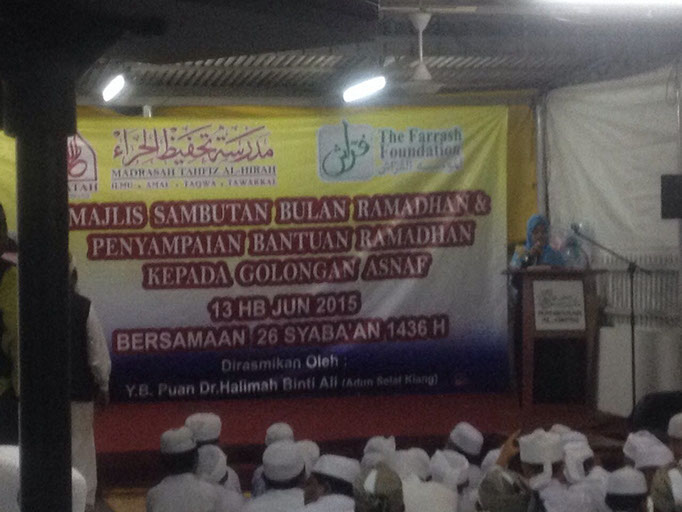 مدرسة تحفيظ الحراء
MADRASAH TAHFIZ AL-HIRAH
ILMU • AMAL • TAQWA • TAWAKKAL
The Farrash
Foundation
مؤسسة الفراش
MAJLIS SAMBUTAN BULAN RAMADHAN &
PENYAMPAIAN BANTUAN RAMADHAN
KEPADA GOLONGAN ASNAF
13 HB JUN 2015
BERSAMAAN 26 SYABA'AN 1436 H
Dirasmikan Oleh :
Y.B. Puan Dr.Halimah Binti Ali (Adun Selat Klang)